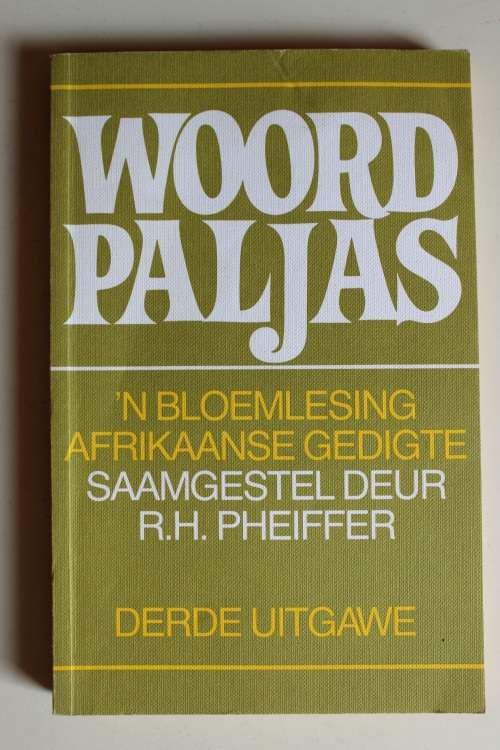 WOORD
PALJAS
'N BLOEMLESING
AFRIKAANSE GEDIGTE
SAAMGESTEL DEUR
R.H. PHEIFFER
DERDE UITGAWE